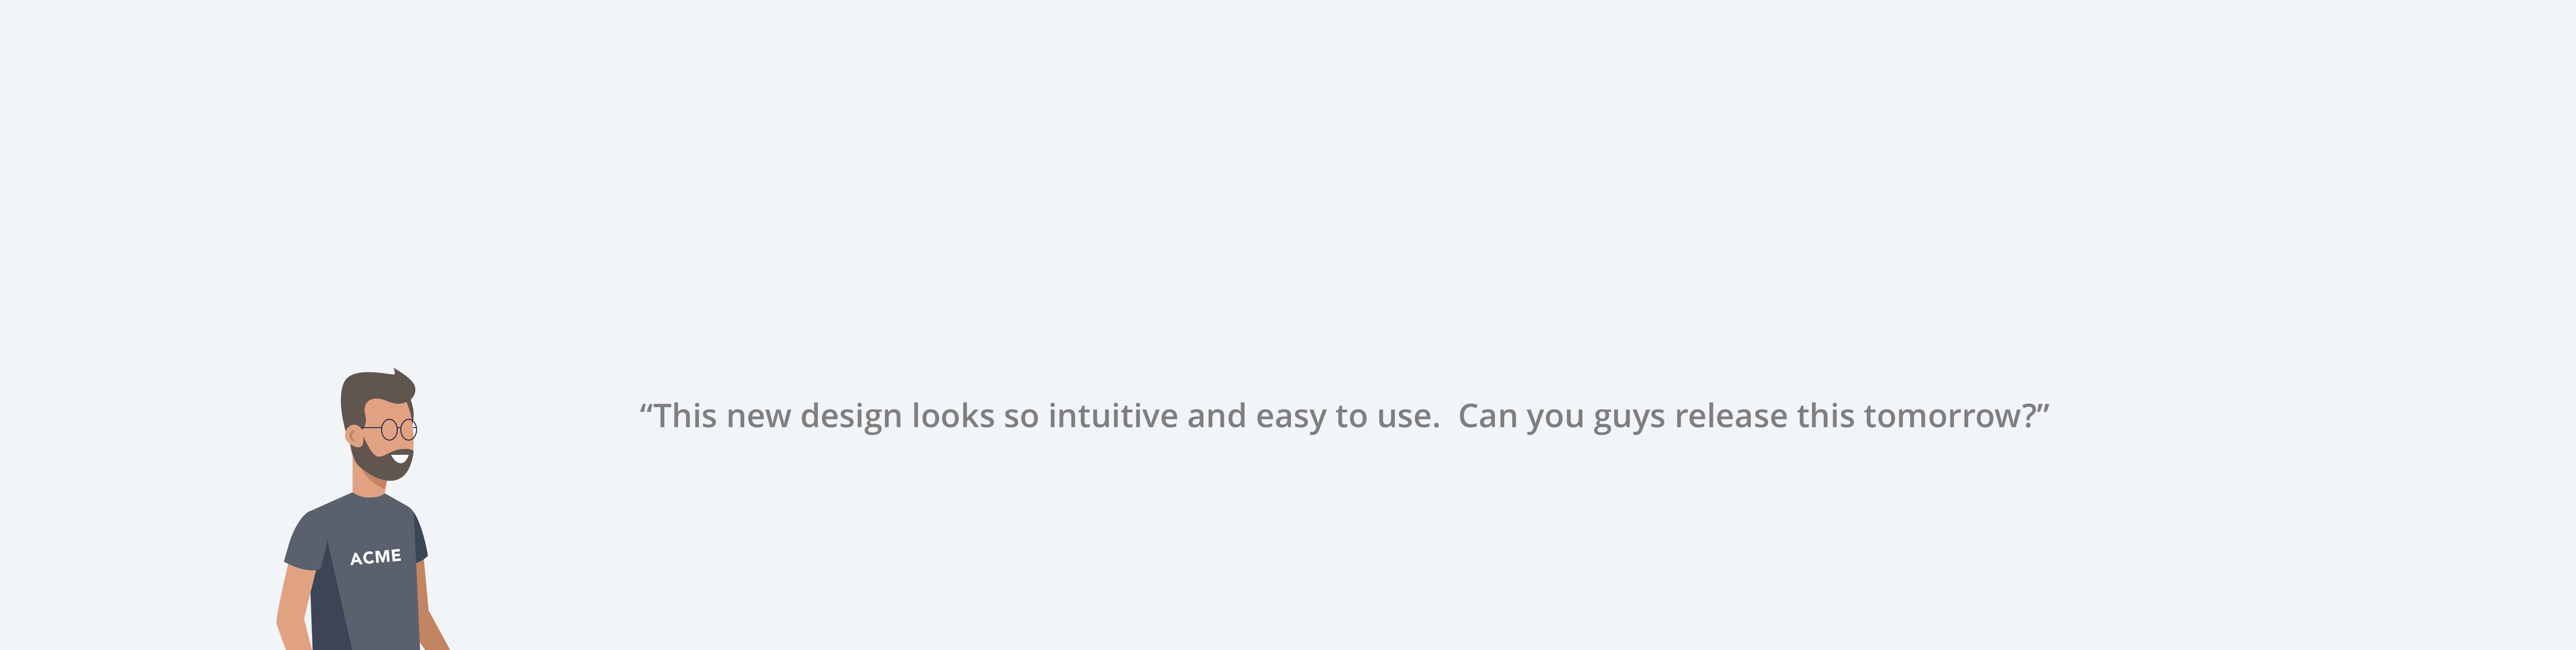 “This new design looks so intuitive and easy to use.  Can you guys release this tomorrow?”
ACME